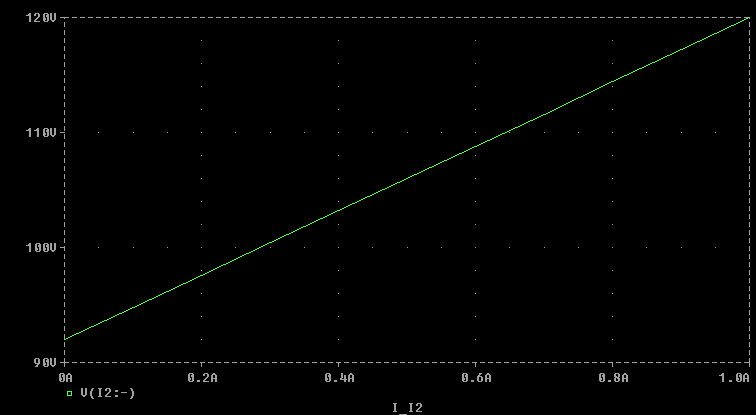 120V
110V
100V
90V
0A 0.2A 0.4A 0.6A 0.8A 1.0A
V(I2:-)
I_I2